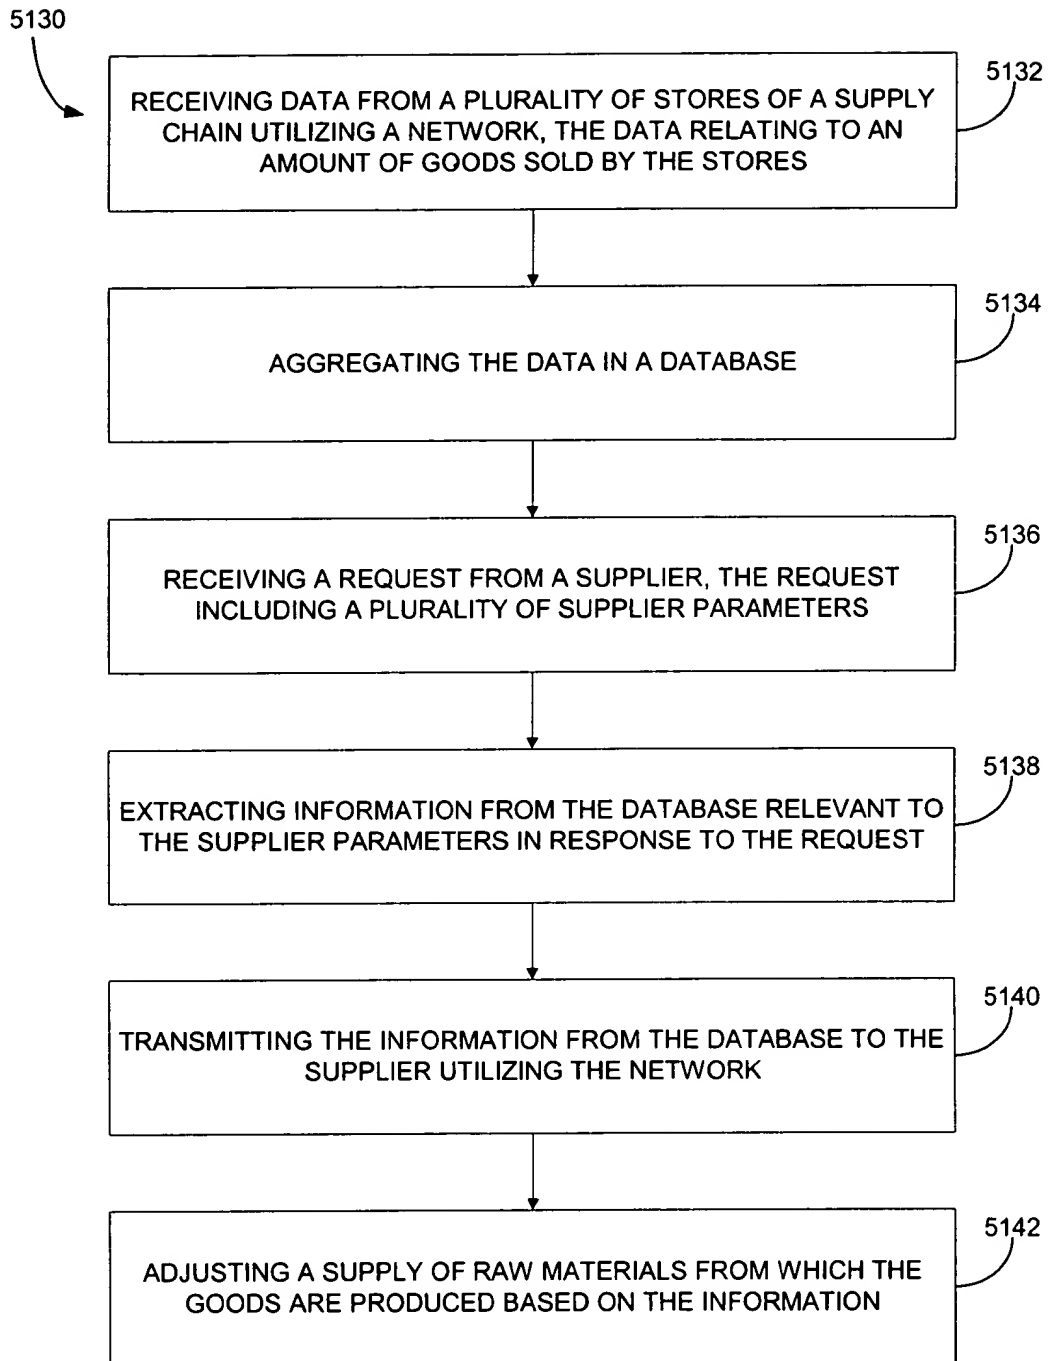 5130
5132
RECEIVING DATA FROM A PLURALITY OF STORES OF A SUPPLY
CHAIN UTILIZING A NETWORK, THE DATA RELATING TO AN
AMOUNT OF GOODS SOLD BY THE STORES
5134
AGGREGATING THE DATA IN A DATABASE
5136
RECEIVING A REQUEST FROM A SUPPLIER, THE REQUEST
INCLUDING A PLURALITY OF SUPPLIER PARAMETERS
5138
EXTRACTING INFORMATION FROM THE DATABASE RELEVANT TO
THE SUPPLIER PARAMETERS IN RESPONSE TO THE REQUEST
5140
TRANSMITTING THE INFORMATION FROM THE DATABASE TO THE
SUPPLIER UTILIZING THE NETWORK
5142
ADJUSTING A SUPPLY OF RAW MATERIALS FROM WHICH THE
GOODS ARE PRODUCED BASED ON THE INFORMATION